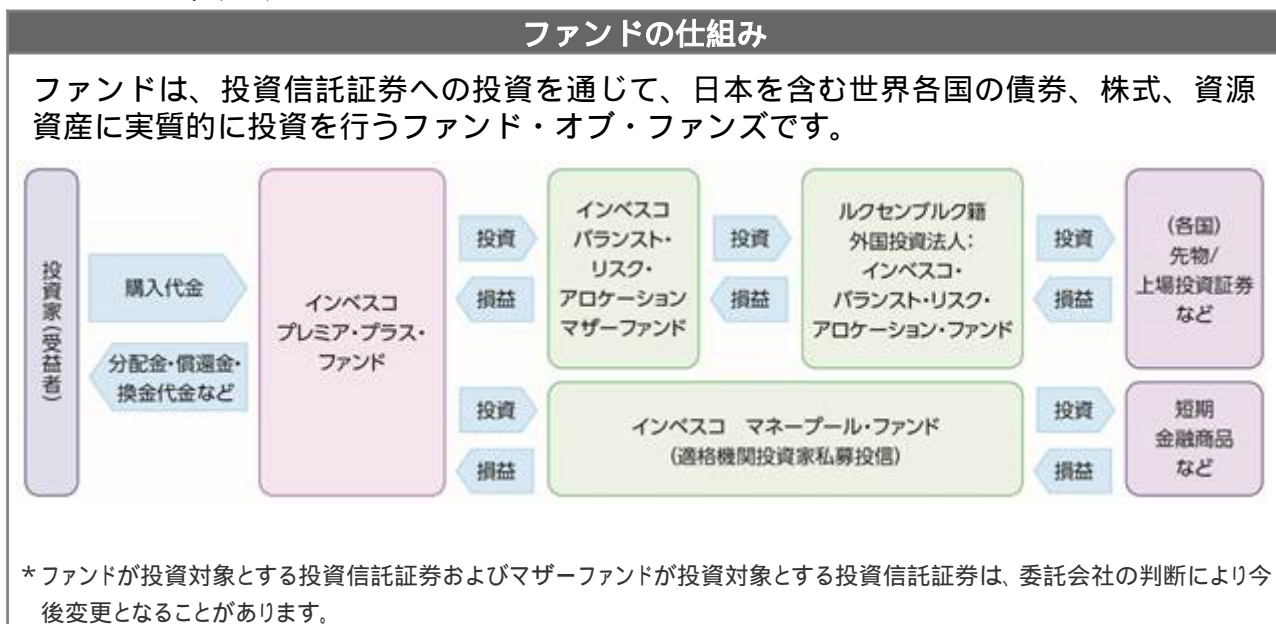 ファンドの仕組み
ファンドは、投資信託証券への投資を通じて、日本を含む世界各国の債券、株式、資源
資産に実質的に投資を行うファンド・オブ・ファンズです。
投資家(受益者)
購入代金
分配金・償還金・
換金代金など
インベスコ
プレミア・プラス・
ファンド
投資
損益
インベスコ
バランスト・
リスク・
アロケーション
マザーファンド
投資
損益
ルクセンブルク籍
外国投資法人:
インベスコ・
バランスト・リスク・
アロケーション・ファンド
投資
損益
(各国)
先物/
上場投資証券
など
投資
損益
インベスコ マネープール・ファンド
(適格機関投資家私募投信)
投資
損益
短期
金融商品
など
*ファンドが投資対象とする投資信託証券およびマザーファンドが投資対象とする投資信託証券は、委託会社の判断により今
後変更となることがあります。